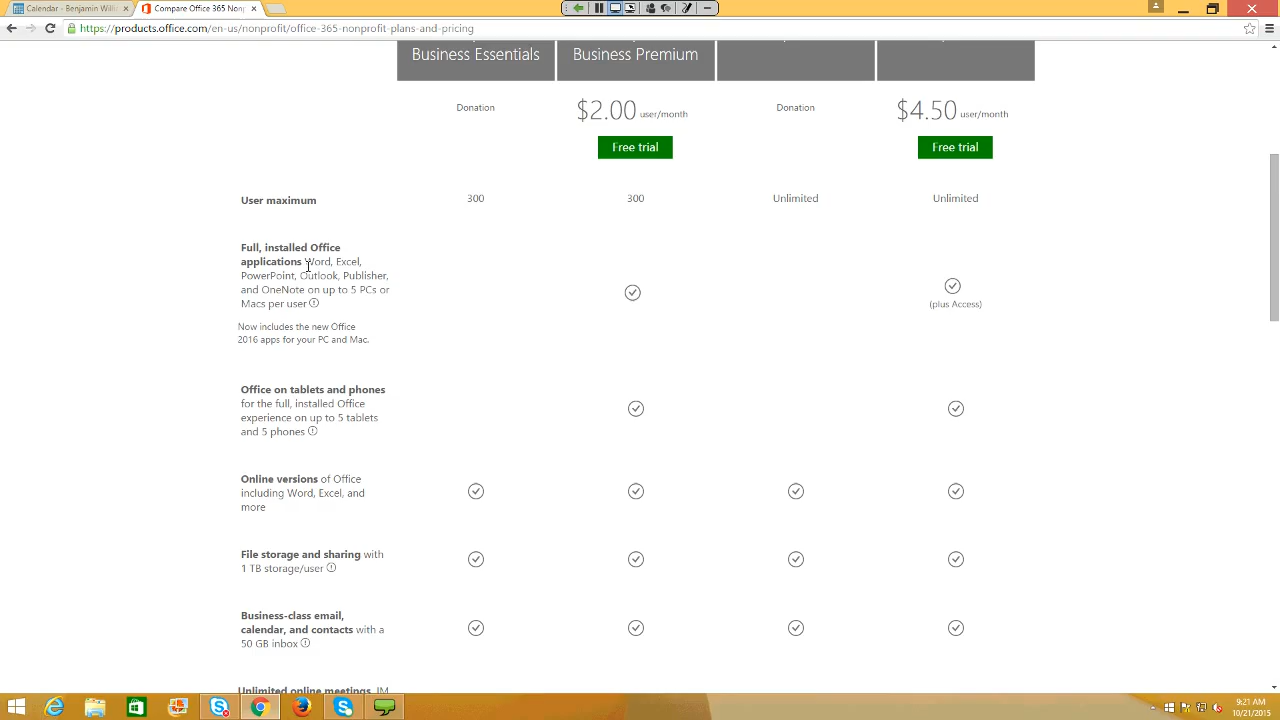 Calendar - Benjamin Willi
Compare Office 365 Nonp
https://products.office.com/en-us/nonprofit/office-365-nonprofit-plans-and-pricing
Business Essentials
Business Premium
Donation
$2.00 user/month
Donation
$4.50 user/month
Free trial
Free trial
User maximum
300
300
Unlimited
Unlimited
Full, installed Office
applications Word, Excel,
PowerPoint, Outlook, Publisher,
and OneNote on up to 5 PCs or
Macs per user
(plus Access)
Now includes the new Office
2016 apps for your PC and Mac.
Office on tablets and phones
for the full, installed Office
experience on up to 5 tablets
and 5 phones
Online versions of Office
including Word, Excel, and
more
File storage and sharing with
1 TB storage/user
Business-class email,
calendar, and contacts with a
50 GB inbox
Unlimited online meetings, IM
9:21 AM
10/21/2015